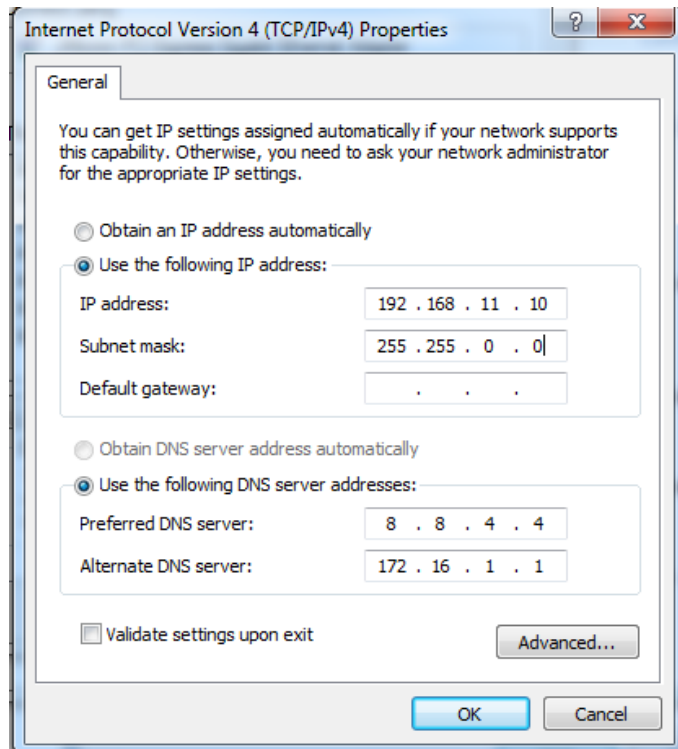 Internet Protocol Version 4 (TCP/IPv4) Properties
General
You can get IP settings assigned automatically if your network supports
this capability. Otherwise, you need to ask your network administrator
for the appropriate IP settings.
Obtain an IP address automatically
Use the following IP address:
IP address: 192 . 168 . 11 . 10
Subnet mask: 255 . 255 . 0 . 0
Default gateway: . . .
Obtain DNS server address automatically
Use the following DNS server addresses:
Preferred DNS server: 8 . 8 . 4 . 4
Alternate DNS server: 172 . 16 . 1 . 1
Validate settings upon exit
Advanced...
OK Cancel